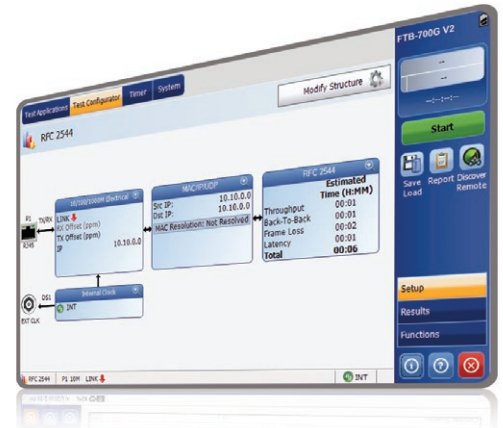 FTB-700G V2
Test Applications
Test Configurator
Timer
System
Modify Structure
RFC 2544
--
--
--:--:--
Start
Save
Load
Report
Discover
Remote
P1
TX/RX
RJ45
10/100/1000M Electrical
LINK
RX Offset (ppm)
TX Offset (ppm)
IP 10.10.0.0
MAC/IP/UDP
Src IP: 10.10.0.0
Dst IP: 10.10.0.0
MAC Resolution: Not Resolved
RFC 2544
Estimated
Time (H:MM)
Throughput 00:01
Back-To-Back 00:01
Frame Loss 00:02
Latency 00:01
Total 00:06
DS1
EXT CLK
Internal Clock
INT
Setup
Results
Functions
RFC 2544
P1 10M LINK
INT